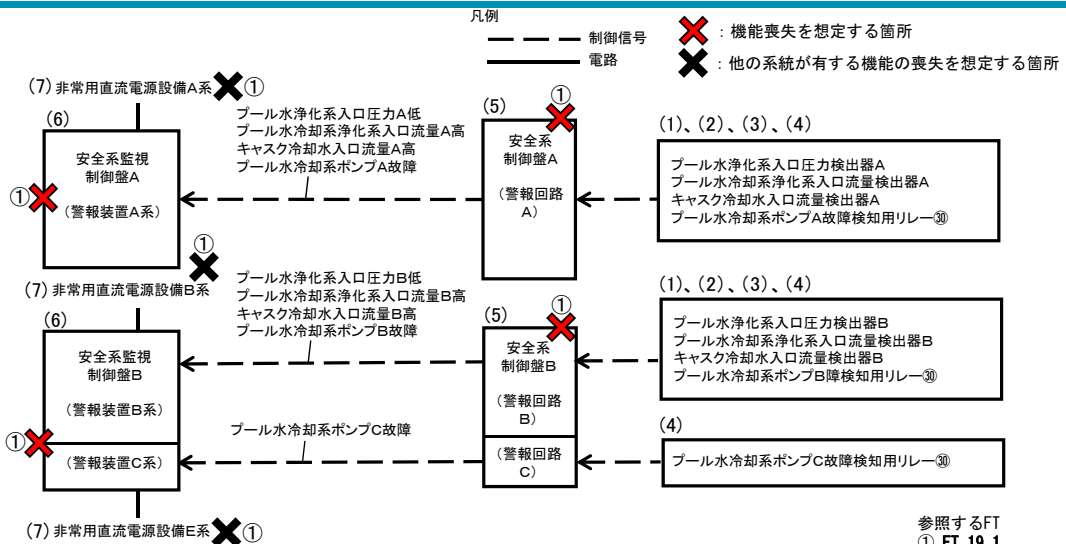 凡例
制御信号
電路
：機能喪失を想定する箇所
：他の系統が有する機能の喪失を想定する箇所
(7) 非常用直流電源設備A系
①
(6)
安全系監視
制御盤A
(警報装置A系)
①
プール水浄化系入口圧力A低
プール水冷却系浄化系入口流量A高
キャスク冷却水入口流量A高
プール水冷却系ポンプA故障
(5)
①
安全系
制御盤A
(警報回路
A)
(1)、(2)、(3)、(4)
プール水浄化系入口圧力検出器A
プール水冷却系浄化系入口流量検出器A
キャスク冷却水入口流量検出器A
プール水冷却系ポンプA故障検知用リレー㉚
①
(7) 非常用直流電源設備B系
(6)
安全系監視
制御盤B
(警報装置B系)
①
(警報装置C系)
プール水浄化系入口圧力B低
プール水冷却系浄化系入口流量B高
キャスク冷却水入口流量B高
プール水冷却系ポンプB故障
プール水冷却系ポンプC故障
(5)
①
安全系
制御盤B
(警報回路
B)
(警報回路
C)
(1)、(2)、(3)、(4)
プール水浄化系入口圧力検出器B
プール水冷却系浄化系入口流量検出器B
キャスク冷却水入口流量検出器B
プール水冷却系ポンプB障検知用リレー㉚
(4)
プール水冷却系ポンプC故障検知用リレー㉚
(7) 非常用直流電源設備E系
①
参照するFT
① FT 19.1